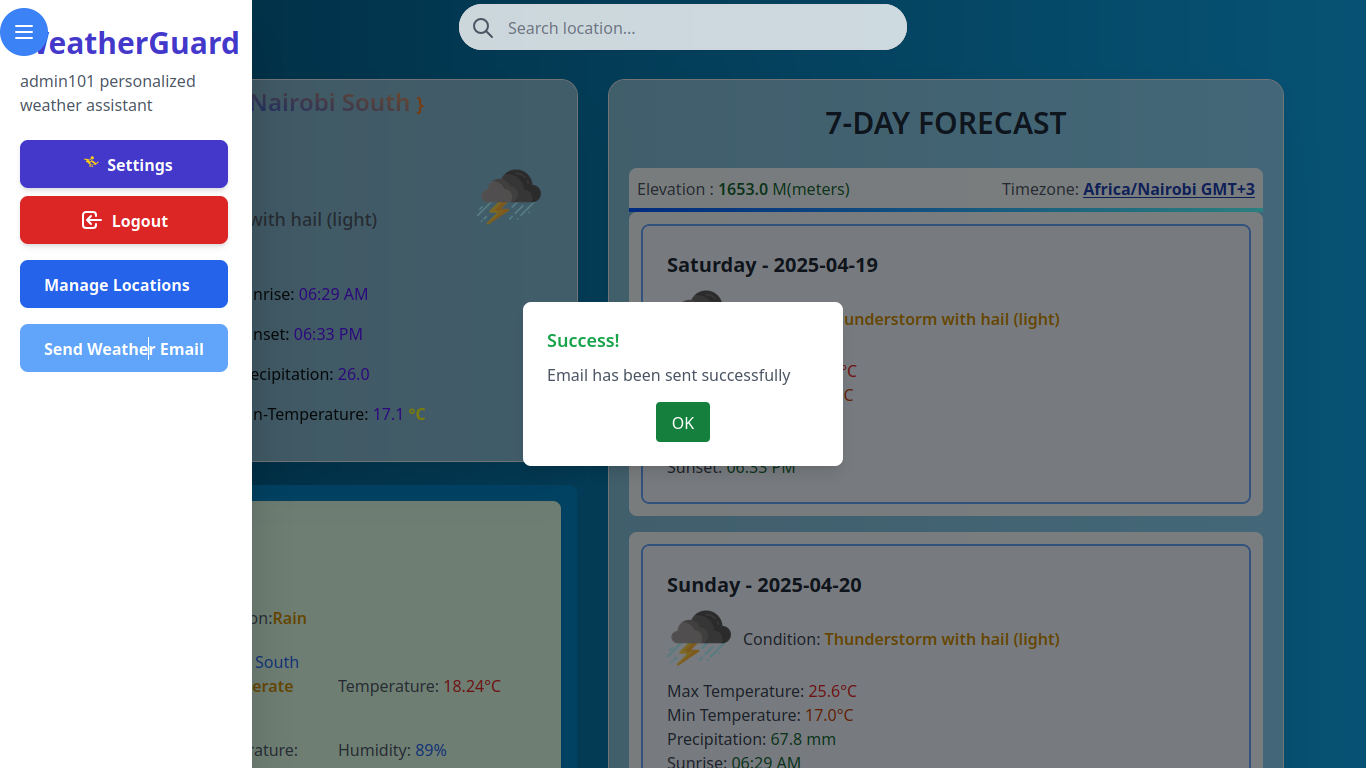 WeatherGuard
admin101 personalized
weather assistant
Settings
Logout
Manage Locations
Send Weather Email
Search location...
Nairobi South }
with hail (light)
nrise: 06:29 AM
nset: 06:33 PM
ecipitation: 26.0
n-Temperature: 17.1 °C
on:Rain
South
erate
Temperature: 18.24°C
ature:
Humidity: 89%
7-DAY FORECAST
Elevation : 1653.0 M(meters)
Timezone: Africa/Nairobi GMT+3
Saturday - 2025-04-19
understorm with hail (light)
°C
C
Sunset: 06:33 PM
Sunday - 2025-04-20
Condition: Thunderstorm with hail (light)
Max Temperature: 25.6°C
Min Temperature: 17.0°C
Precipitation: 67.8 mm
Sunrise: 06:29 AM
Success!
Email has been sent successfully
OK